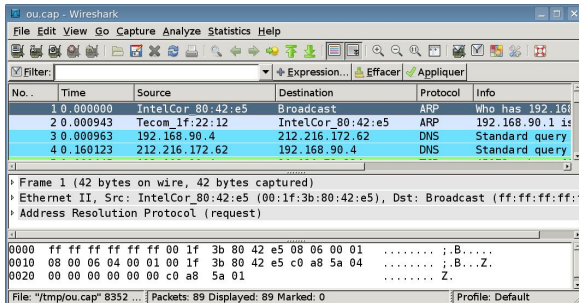 ou.cap - Wireshark
File Edit View Go Capture Analyze Statistics Help
Filter: Expression... Effacer Appliquer
No. . Time Source Destination Protocol Info
1 0.000000 IntelCor_80:42:e5 Broadcast ARP Who has 192.168
2 0.000943 Tecom_1f:22:12 IntelCor_80:42:e5 ARP 192.168.90.1 is
3 0.000963 192.168.90.4 212.216.172.62 DNS Standard query
4 0.160123 212.216.172.62 192.168.90.4 DNS Standard query
Frame 1 (42 bytes on wire, 42 bytes captured)
Ethernet II, Src: IntelCor_80:42:e5 (00:1f:3b:80:42:e5), Dst: Broadcast (ff:ff:ff:ff:
Address Resolution Protocol (request)
0000 ff ff ff ff ff ff 00 1f 3b 80 42 e5 08 06 00 01 ........ ;.B.....
0010 08 00 06 04 00 01 00 1f 3b 80 42 e5 c0 a8 5a 04 ........ ;.B...Z.
0020 00 00 00 00 00 00 c0 a8 5a 01 ........ Z.
File: "/tmp/ou.cap" 8352 ... Packets: 89 Displayed: 89 Marked: 0 Profile: Default